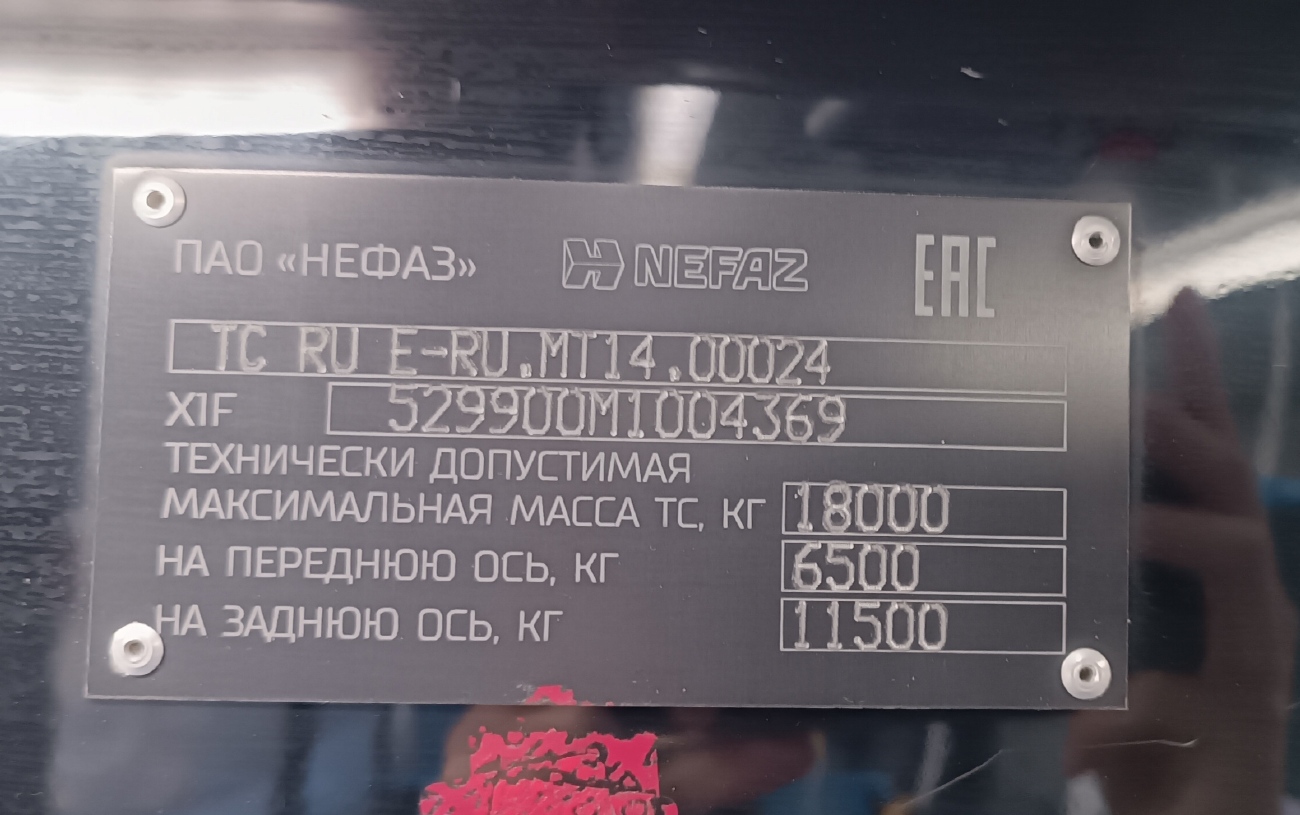 ПАО «НЕФАЗ» NEFAZ EAC
TC RU E-RU.MT14.00024
X1F 529900M1004369
ТЕХНИЧЕСКИ ДОПУСТИМАЯ
МАКСИМАЛЬНАЯ МАССА ТС, КГ 18000
НА ПЕРЕДНЮЮ ОСЬ, КГ 6500
НА ЗАДНЮЮ ОСЬ, КГ 11500